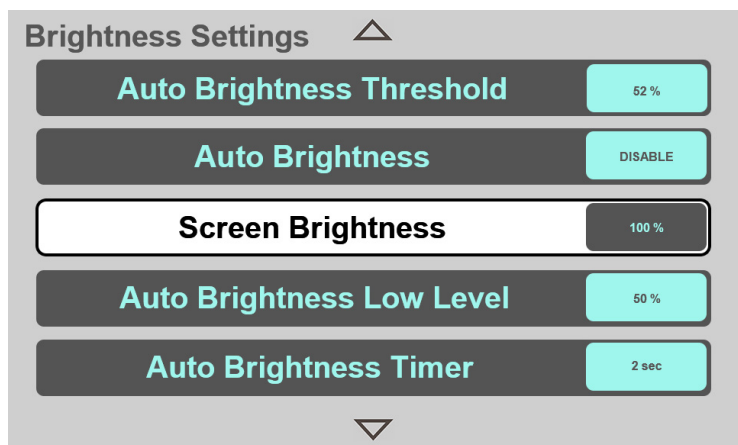 Brightness Settings
Auto Brightness Threshold 52 %
Auto Brightness DISABLE
Screen Brightness 100 %
Auto Brightness Low Level 50 %
Auto Brightness Timer 2 sec